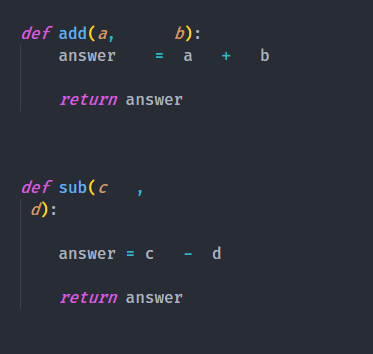 def add(a,      b):
    answer    =  a   +   b

    return answer



def sub(c   ,
 d):

    answer = c   -  d

    return answer